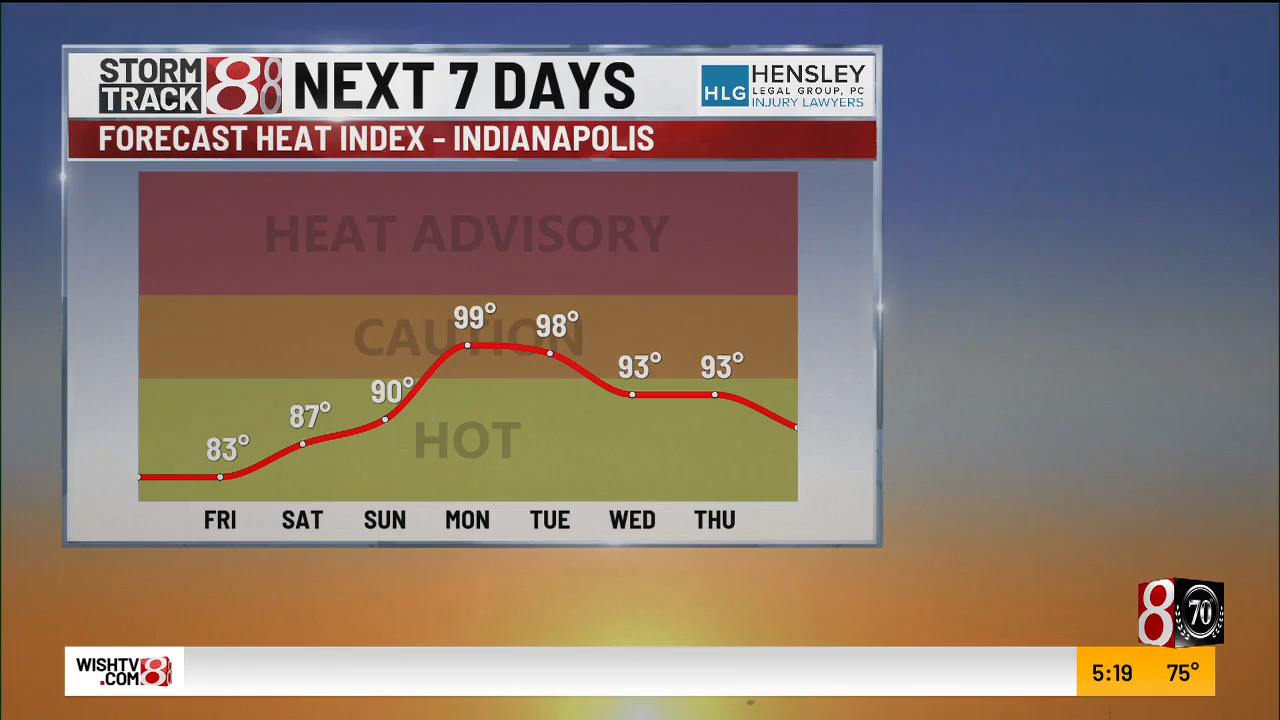 STORM
TRACK
8
NEXT 7 DAYS
HLG
HENSLEY
LEGAL GROUP, PC
INJURY LAWYERS
FORECAST HEAT INDEX - INDIANAPOLIS
HEAT ADVISORY
CAUTION
HOT
83° 87° 90° 99° 98° 93° 93°
FRI SAT SUN MON TUE WED THU
8 70
WISHTV
.COM 8
5:19 75°